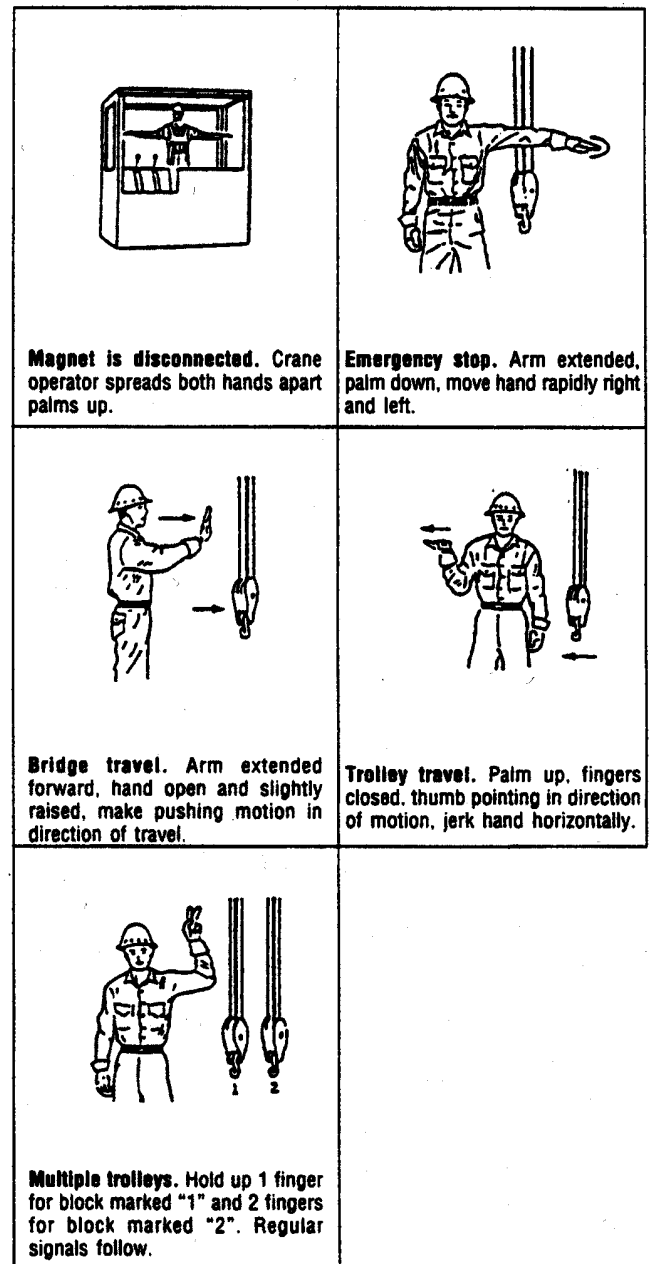 Magnet is disconnected. Crane
operator spreads both hands apart
palms up.
Emergency stop. Arm extended,
palm down, move hand rapidly right
and left.
Bridge travel. Arm extended
forward, hand open and slightly
raised, make pushing motion in
direction of travel.
Trolley travel. Palm up, fingers
closed, thumb pointing in direction
of motion, jerk hand horizontally.
1 2
Multiple trolleys. Hold up 1 finger
for block marked "1" and 2 fingers
for block marked "2". Regular
signals follow.